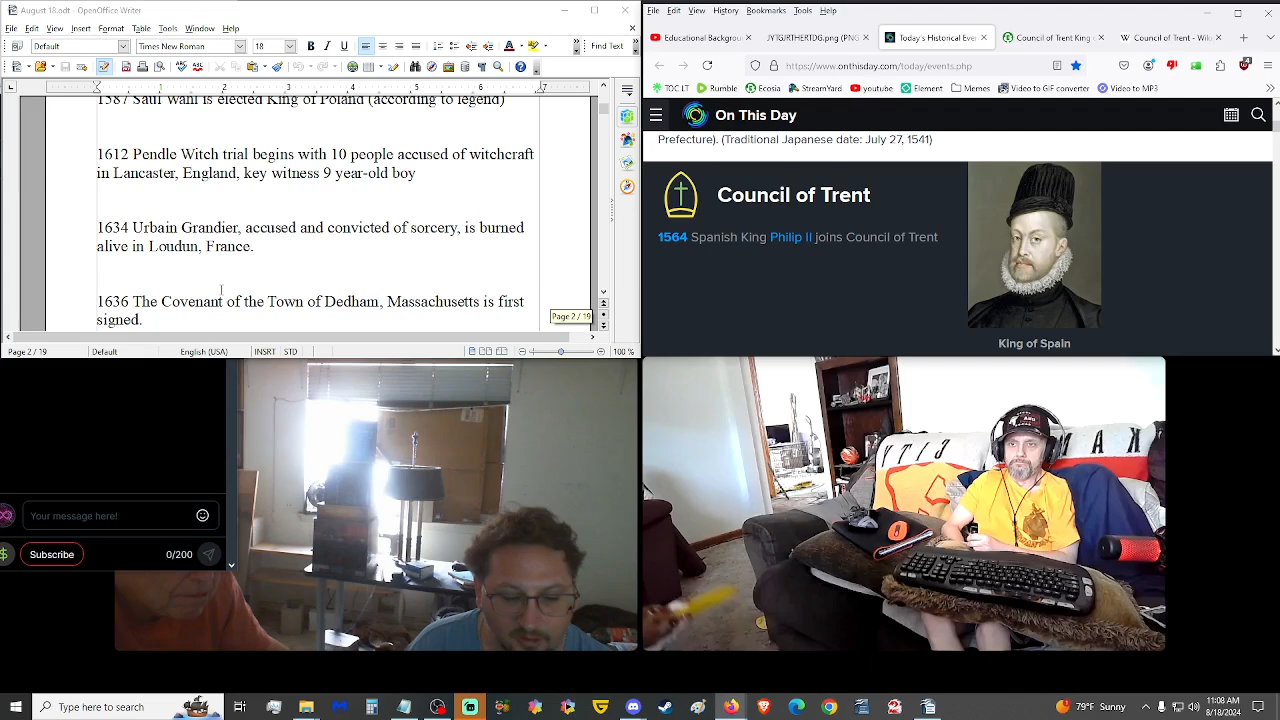 August 18.odt - OpenOffice Writer
File Edit View Insert Format Table Tools Window Help
Default Times New Roman 18 Find Text
1587 Saul Wahl is elected King of Poland (according to legend)
1612 Pendle Witch trial begins with 10 people accused of witchcraft
in Lancaster, England, key witness 9 year-old boy
1634 Urbain Grandier, accused and convicted of sorcery, is burned
alive in Loudun, France.
1636 The Covenant of the Town of Dedham, Massachusetts is first
signed.
Page 2 / 19
Page 2 / 19 Default English (USA) INSRT STD 100 %
File Edit View History Bookmarks Tools Help
Educational Backgrou JYTGJRTHERTDG.png (PNG Today's Historical Eve Council of Trent King Council of Trent - Wiki
https://www.onthisday.com/today/events.php
TOC LT Rumble Ecosia StreamYard youtube Element Memes Video to GIF converter Video to MP3
On This Day
Prefecture). (Traditional Japanese date: July 27, 1541)
Council of Trent
1564 Spanish King Philip II joins Council of Trent
King of Spain
Your message here!
Subscribe 0/200
Type here to search
79°F Sunny
11:08 AM
8/18/2024